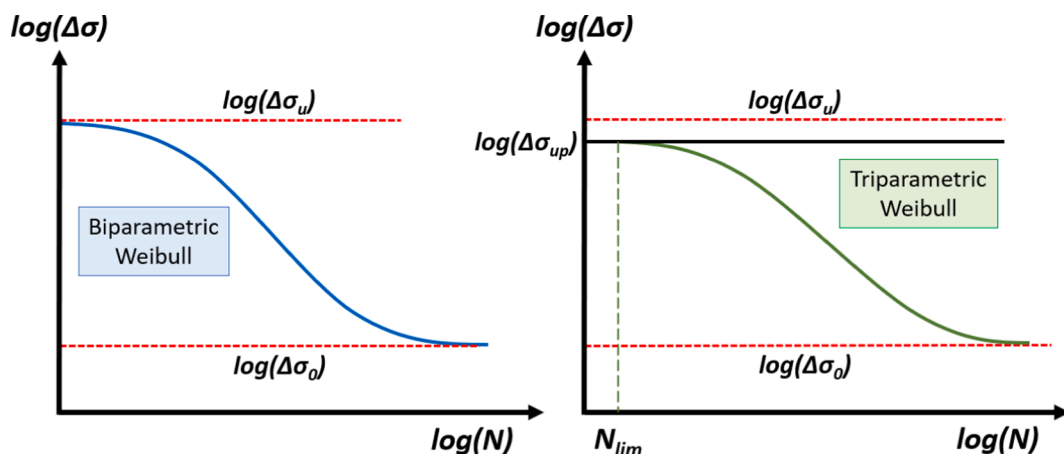 log(Δσ)
log(Δσᵤ)
Biparametric
Weibull
log(Δσ₀)
log(N)
log(Δσ)
log(Δσᵤ)
log(Δσᵤₚ)
Triparametric
Weibull
log(Δσ₀)
Nₗᵢₘ
log(N)